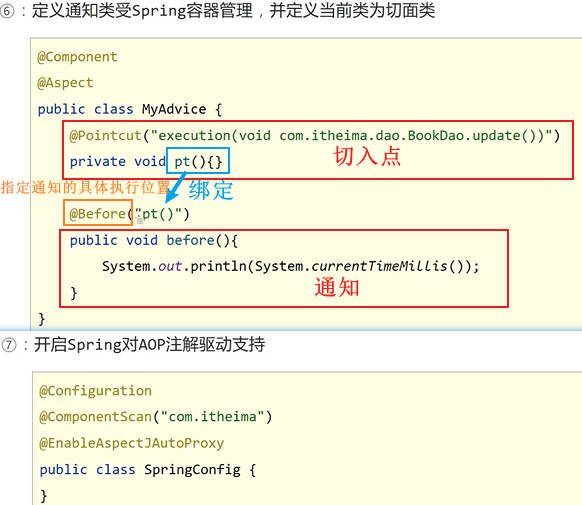 ⑥：定义通知类受Spring容器管理，并定义当前类为切面类
@Component
@Aspect
public class MyAdvice {
@Pointcut("execution(void com.itheima.dao.BookDao.update())")
private void pt(){}
切入点
指定通知的具体执行位置
绑定
@Before("pt()")
public void before(){
System.out.println(System.currentTimeMillis());
}
通知
}
⑦：开启Spring对AOP注解驱动支持
@Configuration
@ComponentScan("com.itheima")
@EnableAspectJAutoProxy
public class SpringConfig {
}